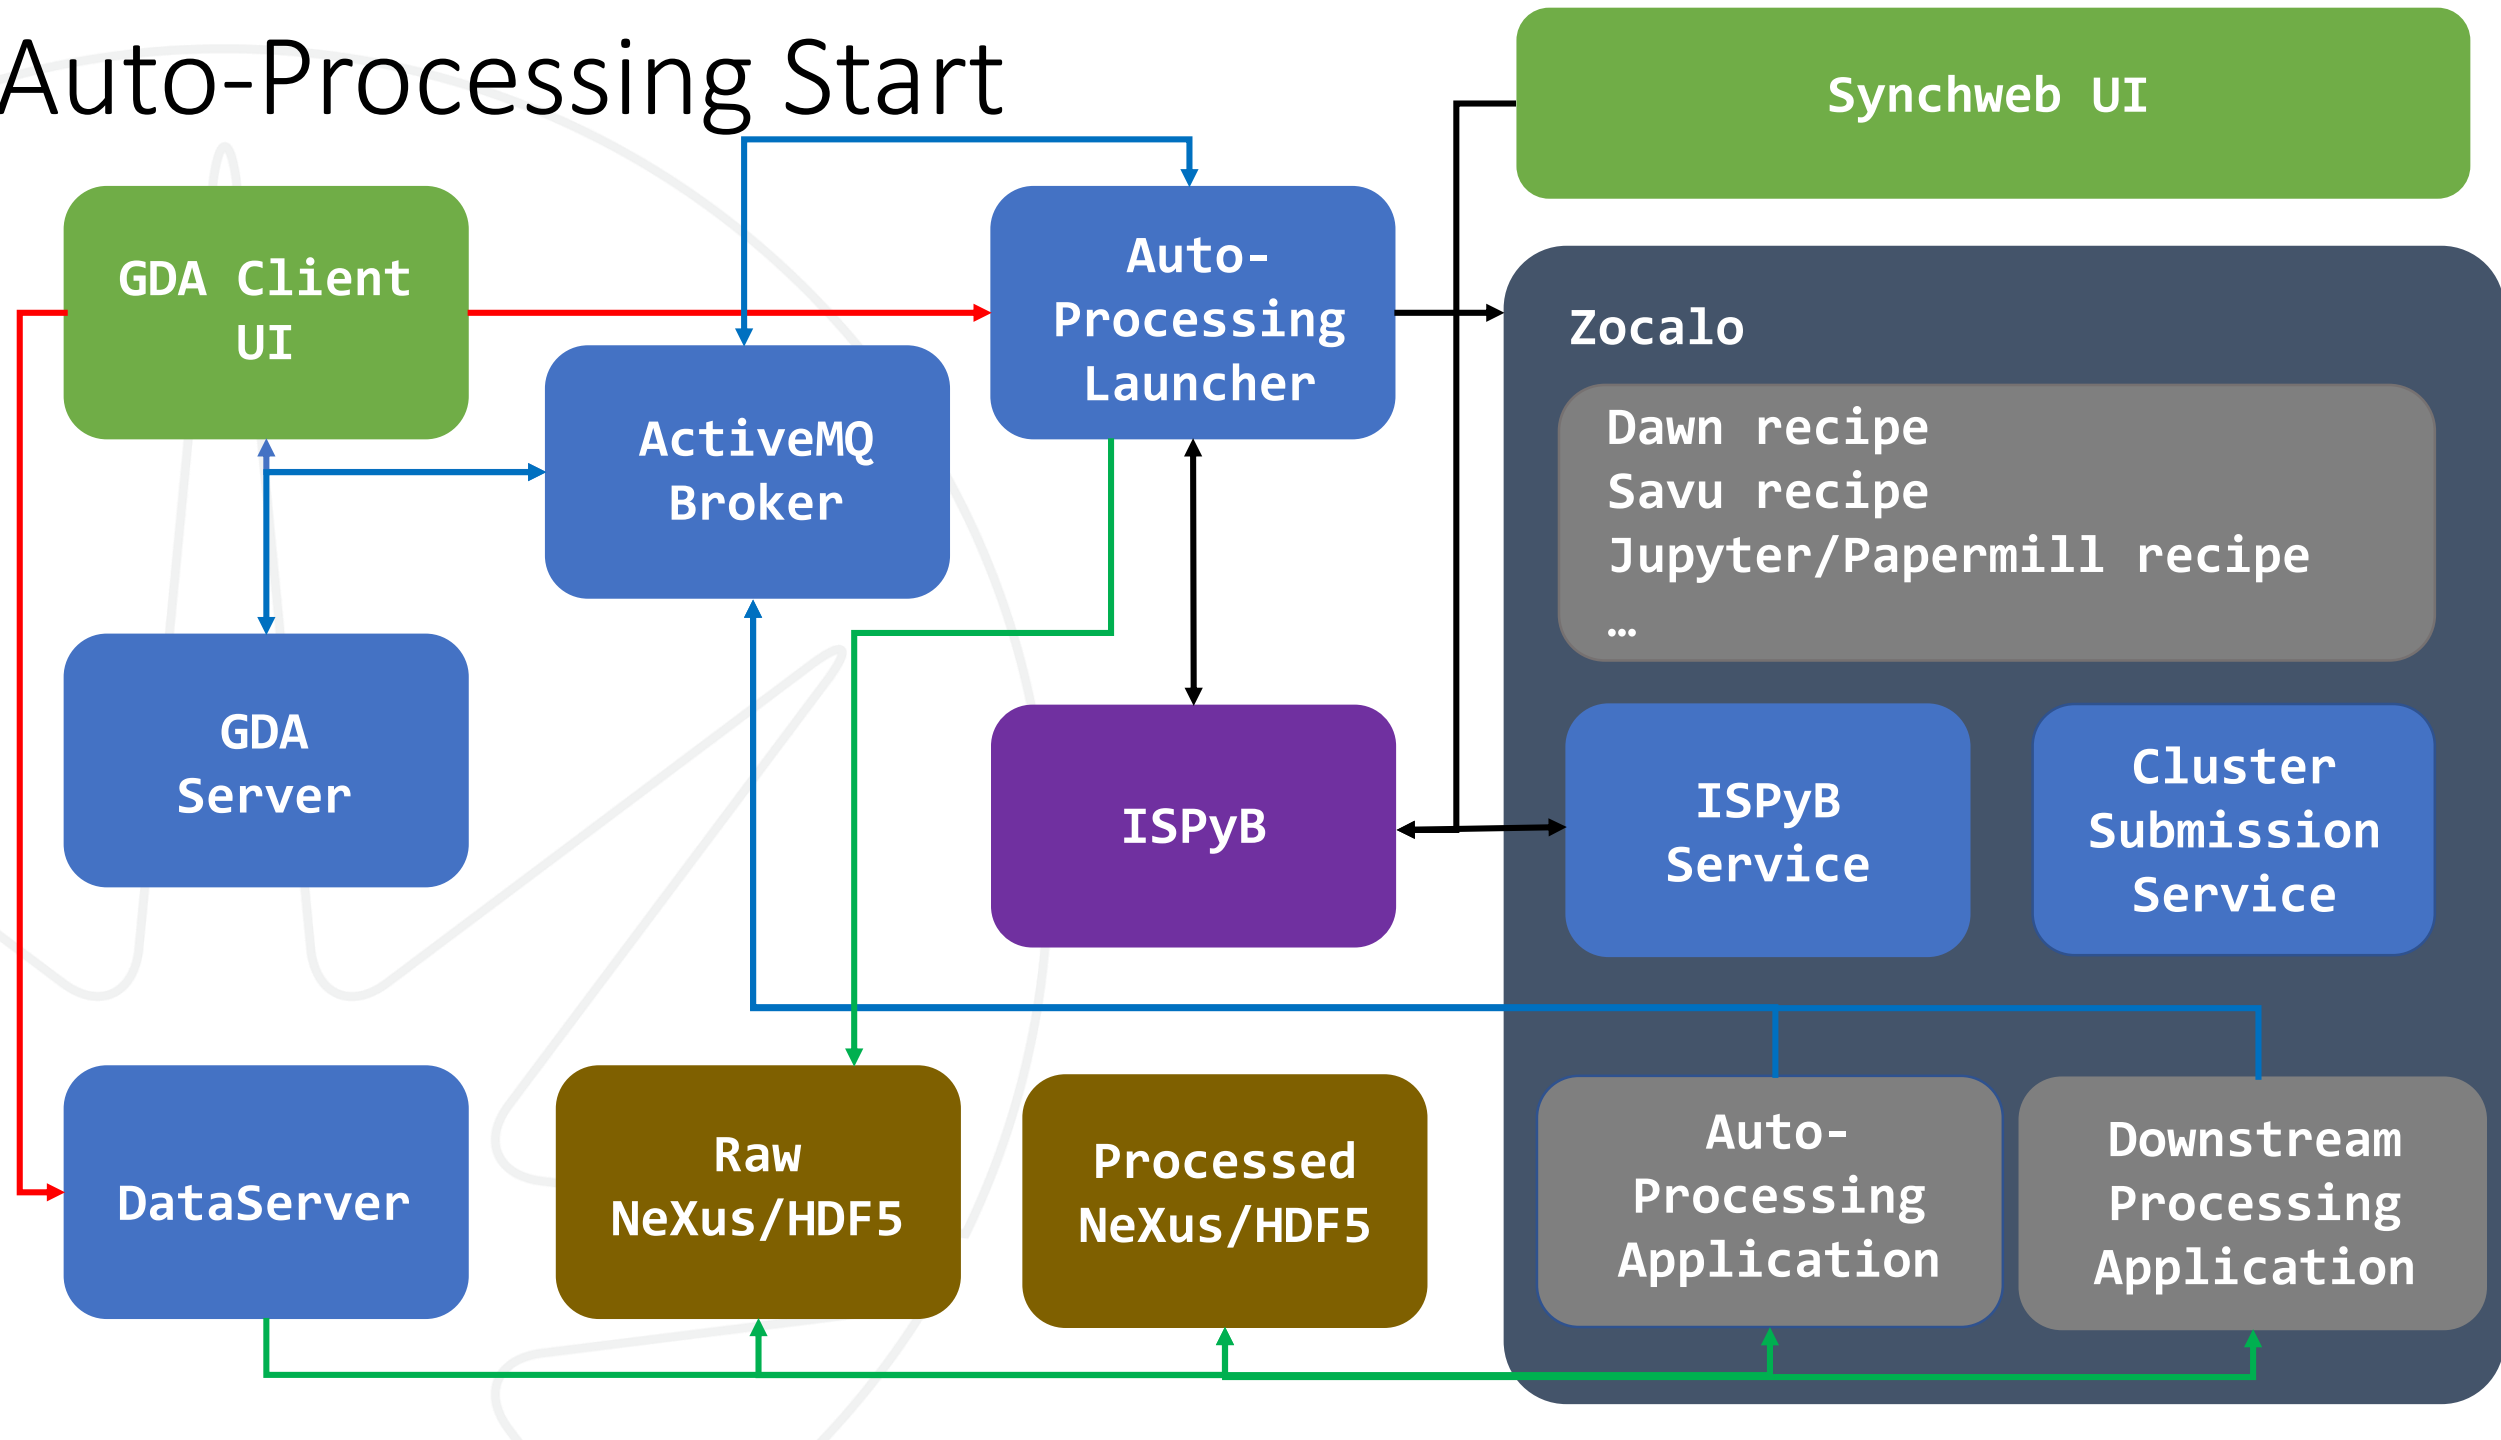 Auto-Processing Start
Synchweb UI
GDA Client
UI
Auto-
Processing
Launcher
Zocalo
ActiveMQ
Broker
Dawn recipe
Savu recipe
Jupyter/Papermill recipe
…
GDA
Server
ISPyB
ISPyB
Service
Cluster
Submission
Service
DataServer
Raw
NeXus/HDF5
Processed
NeXus/HDF5
Auto-
Processing
Application
Downstream
Processing
Application